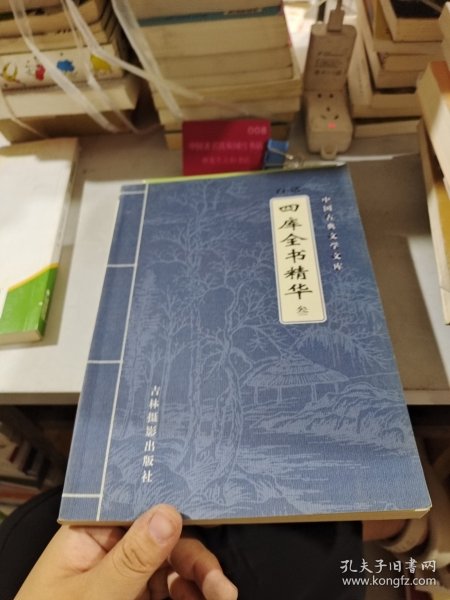 中国古典文学文库
四库全书精华
叁
吉林摄影出版社
008
孔夫子旧书网
www.kongfz.com